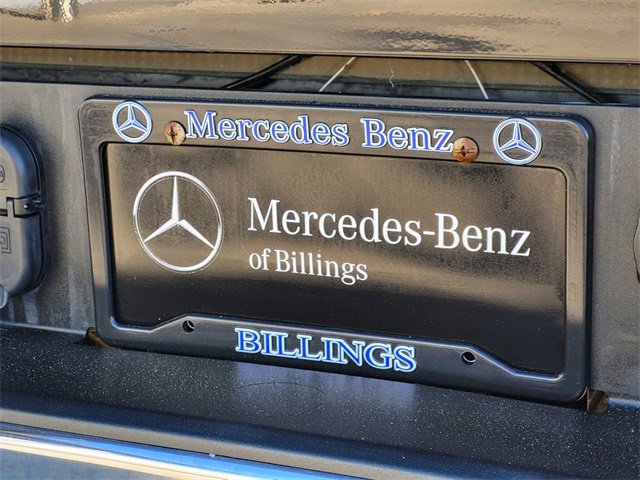 Mercedes Benz
Mercedes-Benz
of Billings
BILLINGS